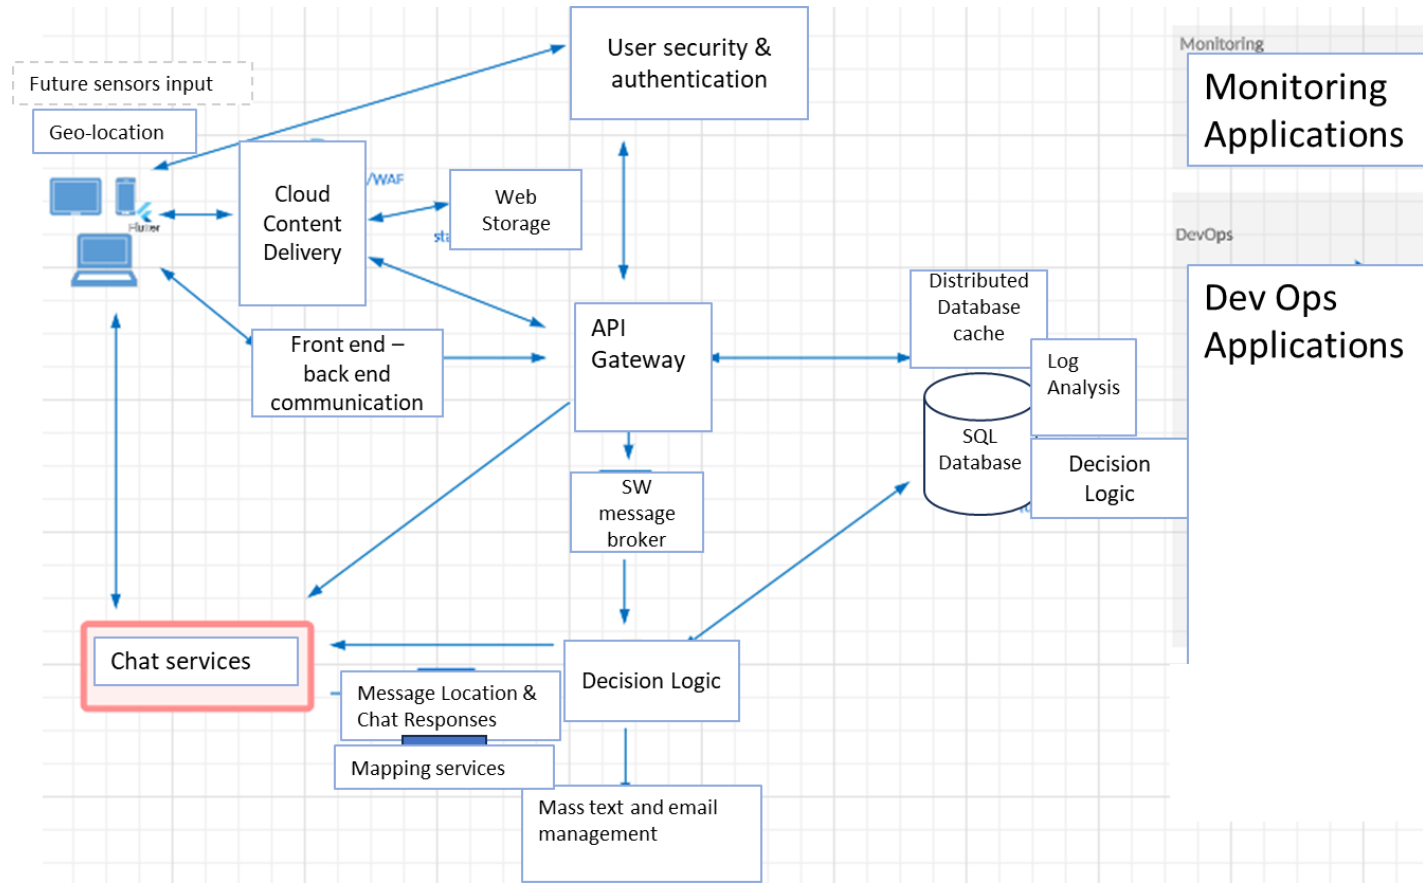 User security &
authentication
Monitoring
Monitoring
Applications
Future sensors input
Geo-location
Flutter
Cloud
Content
Delivery
/WAF
Web
Storage
DevOps
Dev Ops
Applications
Distributed
Database
cache
API
Gateway
Front end –
back end
communication
Log
Analysis
SQL
Database
Decision
Logic
SW
message
broker
Chat services
Decision Logic
Message Location &
Chat Responses
Mapping services
Mass text and email
management